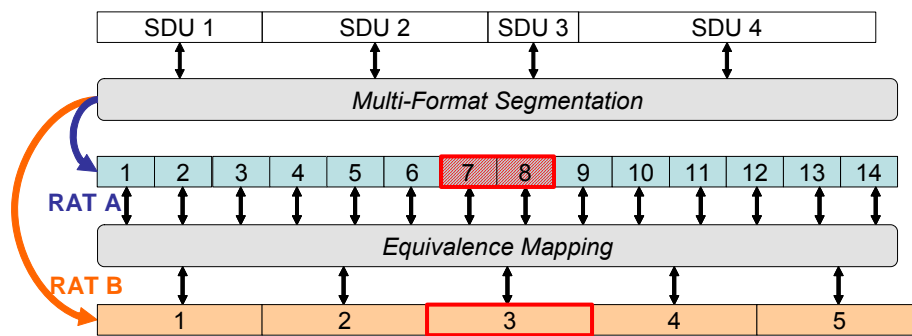 SDU 1 SDU 2 SDU 3 SDU 4
Multi-Format Segmentation
1 2 3 4 5 6 7 8 9 10 11 12 13 14
RAT A
Equivalence Mapping
RAT B
1 2 3 4 5